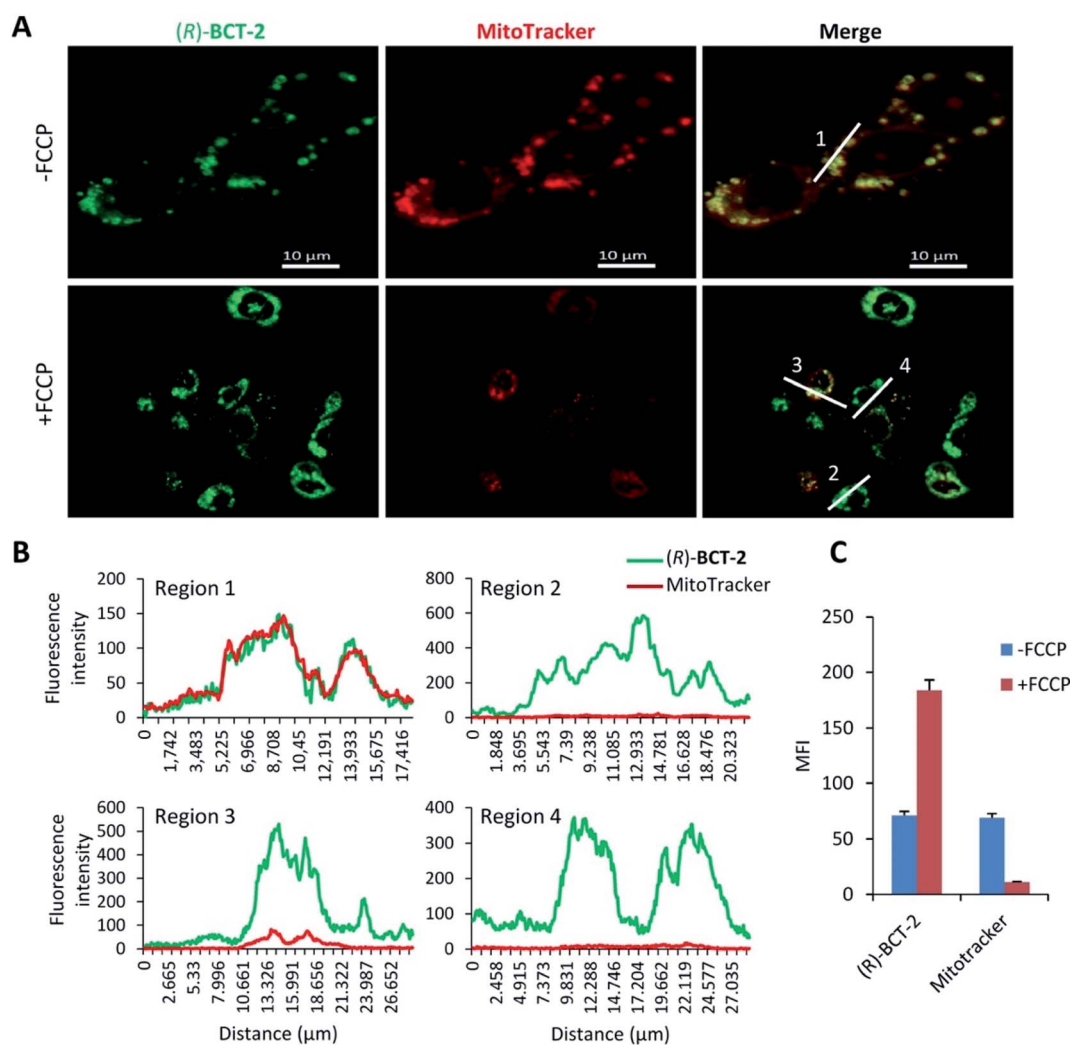 A
(R)-BCT-2
MitoTracker
Merge
-FCCP
1
10 µm
10 µm
10 µm
+FCCP
3
4
2
B
(R)-BCT-2
MitoTracker
Region 1
Fluorescence
intensity
200
150
100
50
0
0
1,742
3,483
5,225
6,966
8,708
10,45
12,191
13,933
15,675
17,416
Region 2
800
600
400
200
0
0
1.848
3.695
5.543
7.39
9.238
11.085
12.933
14.781
16.628
18.476
20.323
Region 3
Fluorescence
intensity
600
500
400
300
200
100
0
0
2.665
5.33
7.996
10.661
13.326
15.991
18.656
21.322
23.987
26.652
Distance (µm)
Region 4
400
300
200
100
0
0
2.458
4.915
7.373
9.831
12.288
14.746
17.204
19.662
22.119
24.577
27.035
Distance (µm)
C
MFI
250
200
150
100
50
0
-FCCP
+FCCP
(R)-BCT-2
Mitotracker